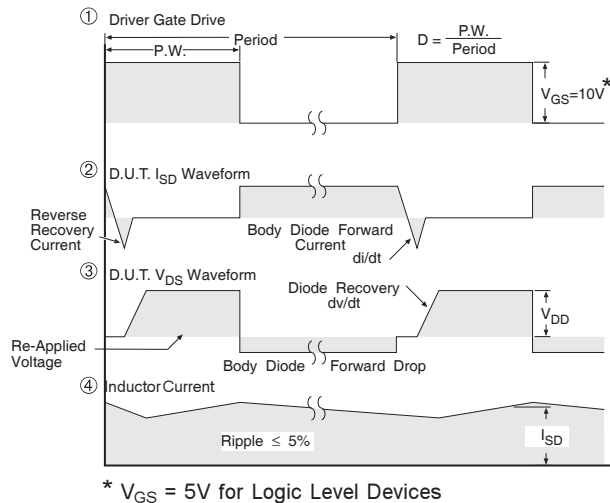 ① Driver Gate Drive
P.W.
Period
D = P.W. / Period
V_GS=10V *
② D.U.T. I_SD Waveform
Reverse
Recovery
Current
Body Diode Forward
Current
di/dt
③ D.U.T. V_DS Waveform
Diode Recovery
dv/dt
V_DD
Re-Applied
Voltage
Body Diode Forward Drop
④ Inductor Current
Ripple ≤ 5%
I_SD
* V_GS = 5V for Logic Level Devices